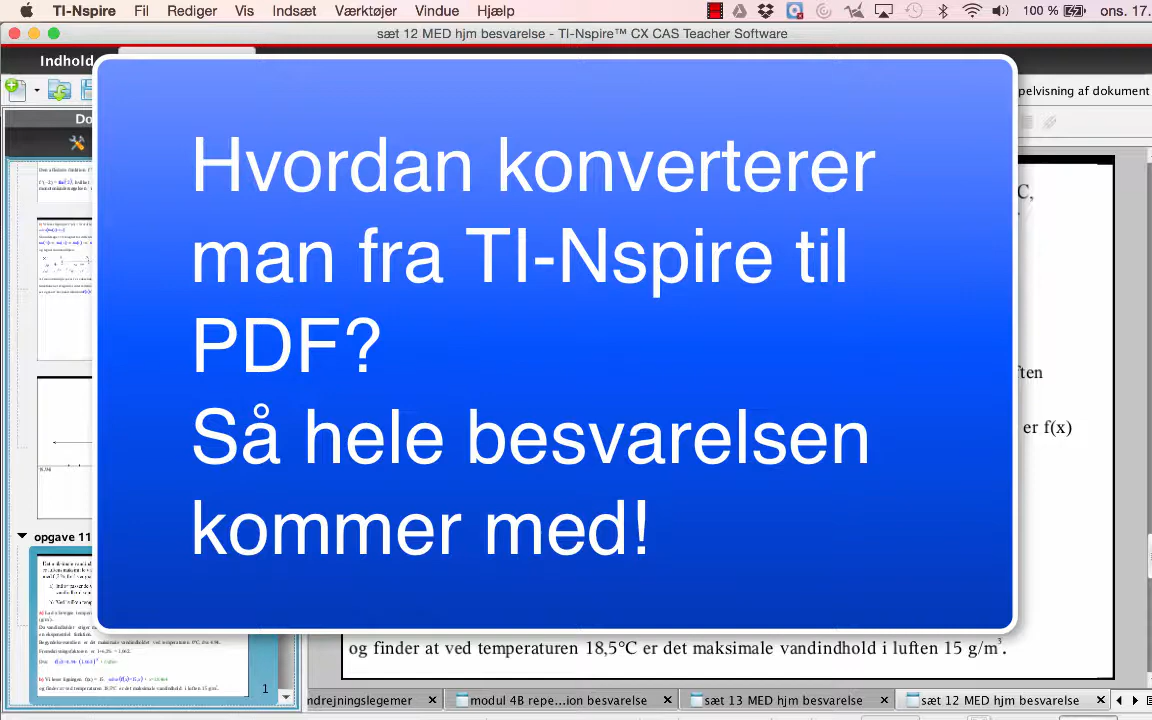 TI-Nspire Fil Rediger Vis Indsæt Værktøjer Vindue Hjælp 100 % ons. 17.
sæt 12 MED hjm besvarelse - TI-Nspire™ CX CAS Teacher Software
Indhold
pelvisning af dokument
Do
Hvordan konverterer
man fra TI-Nspire til
PDF?
Så hele besvarelsen
kommer med!
C,
ften
er f(x)
opgave 11
1
og finder at ved temperaturen 18,5°C er det maksimale vandindhold i luften 15 g/m³.
ndrejningslegemer modul 4B repe...ion besvarelse sæt 13 MED hjm besvarelse sæt 12 MED hjm besvarelse